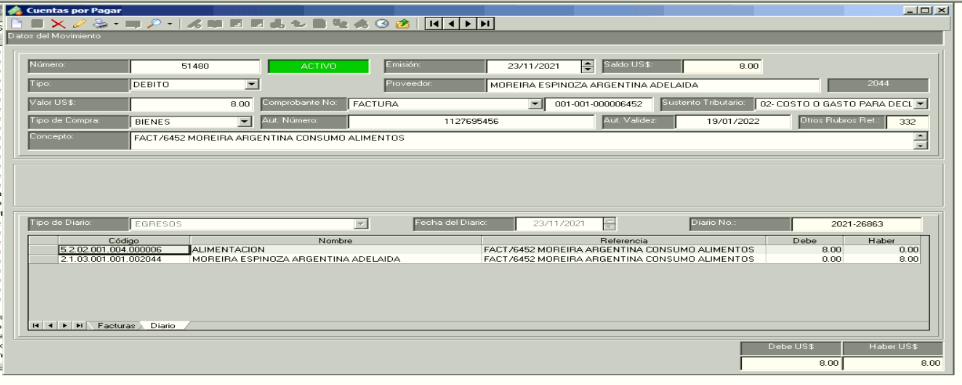 Cuentas por Pagar
Datos del Movimiento
Número: 51480 ACTIVO Emisión: 23/11/2021 Saldo US$: 8.00
Tipo: DEBITO Proveedor: MOREIRA ESPINOZA ARGENTINA ADELAIDA 2044
Valor US$: 8.00 Comprobante No: FACTURA 001-001-000006452 Sustento Tributario: 02- COSTO O GASTO PARA DECL
Tipo de Compra: BIENES Aut. Número: 1127695456 Aut. Validez: 19/01/2022 Otros Rubros Ret.: 332
Concepto: FACT/6452 MOREIRA ARGENTINA CONSUMO ALIMENTOS
Tipo de Diario: EGRESOS Fecha del Diario: 23/11/2021 Diario No.: 2021-26863
Código Nombre Referencia Debe Haber
5.2.02.001.004.000006 ALIMENTACION FACT/6452 MOREIRA ARGENTINA CONSUMO ALIMENTOS 8.00 0.00
2.1.03.001.001.002044 MOREIRA ESPINOZA ARGENTINA ADELAIDA FACT/6452 MOREIRA ARGENTINA CONSUMO ALIMENTOS 0.00 8.00
Facturas Diario
Debe US$ Haber US$
8.00 8.00